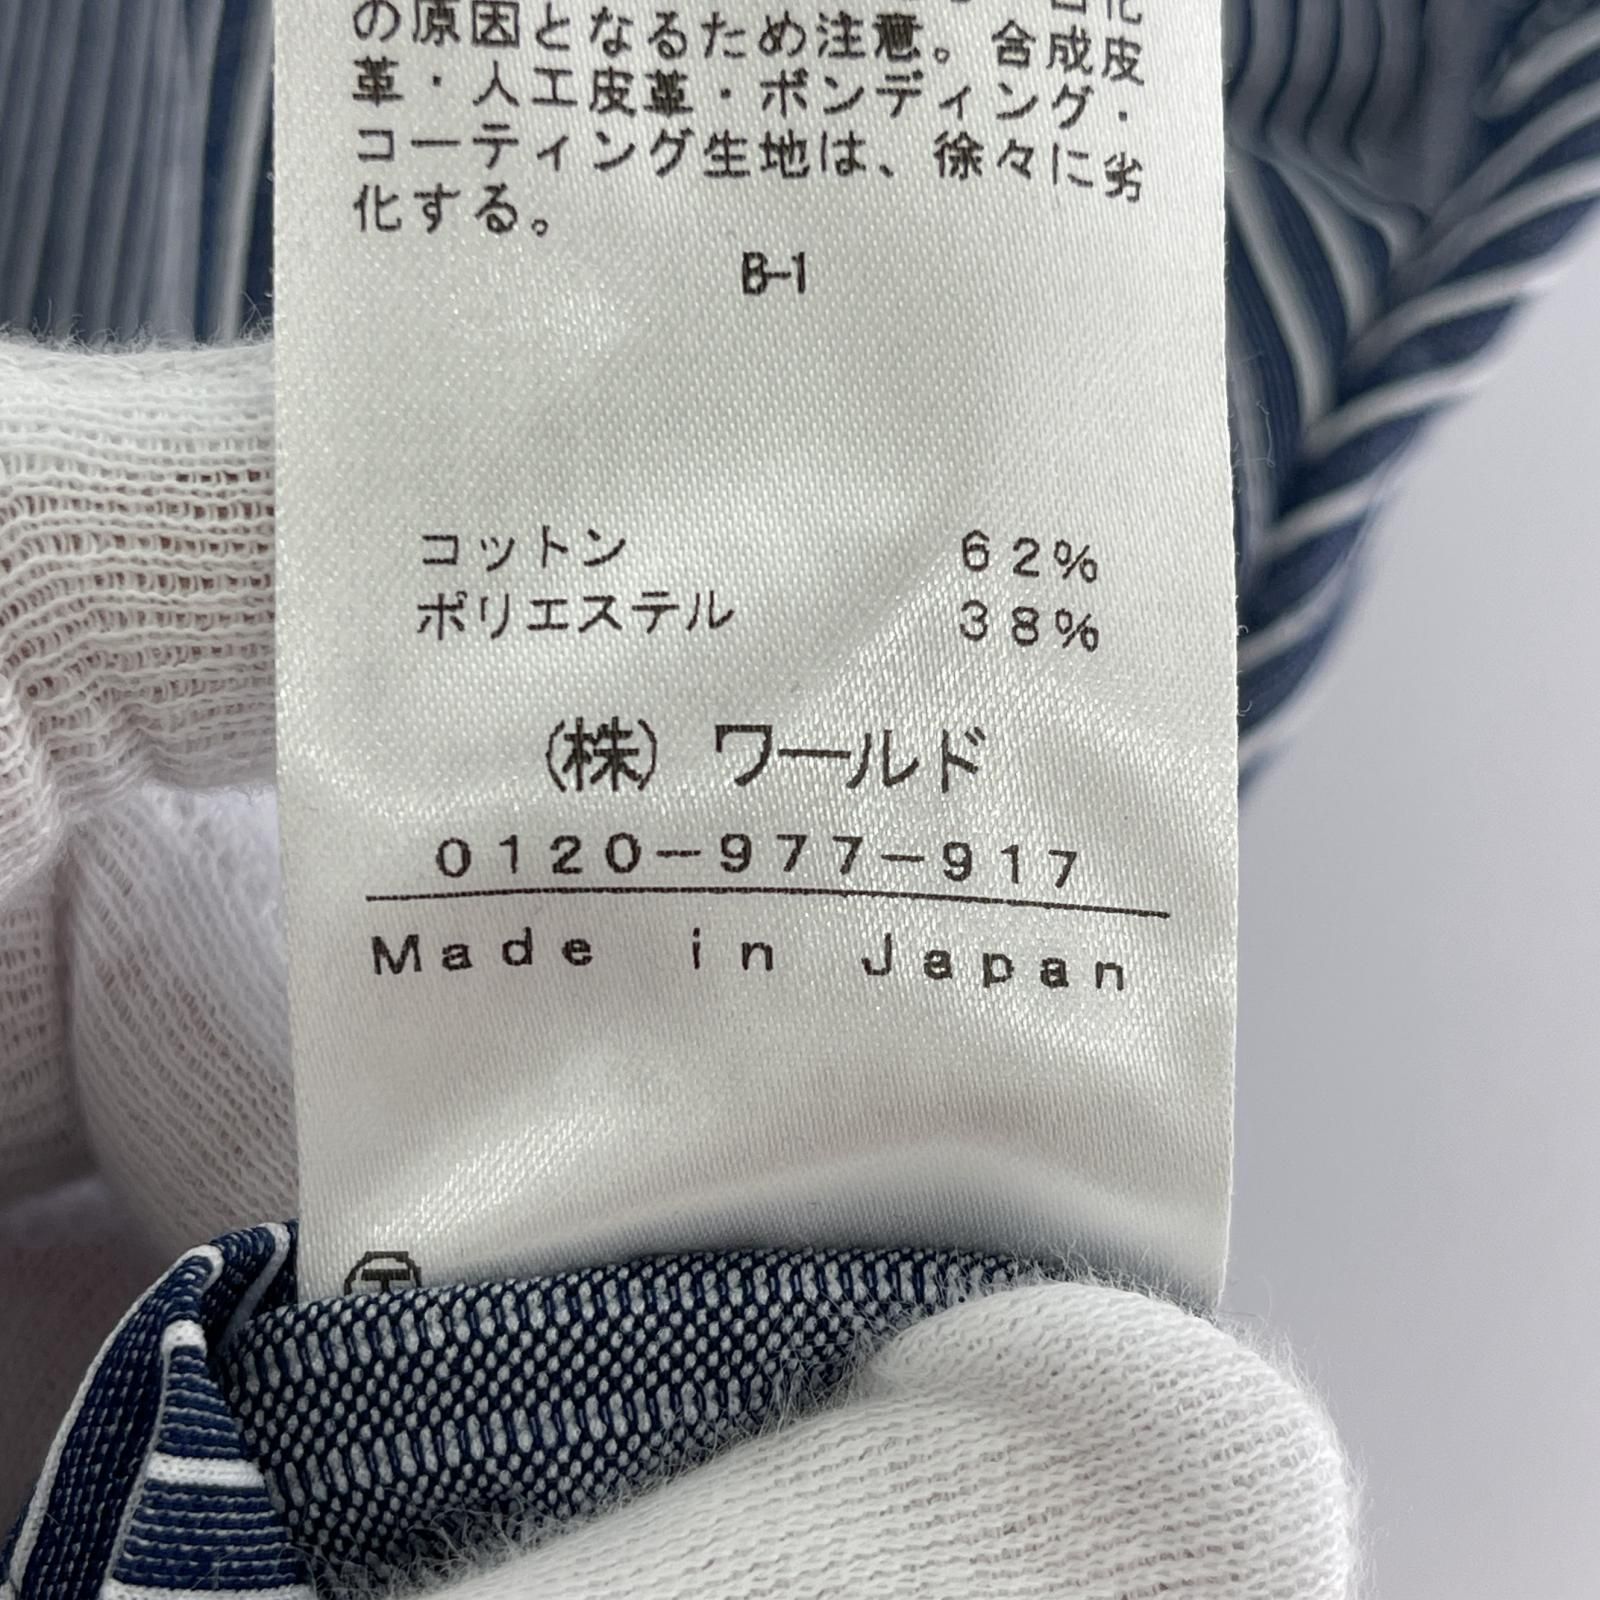 の原因となるため注意。合成皮
革・人工皮革・ボンディング・
コーティング生地は、徐々に劣
化する。
B-1
コットン 62%
ポリエステル 38%
(株) ワールド
0120-977-917
Made in Japan